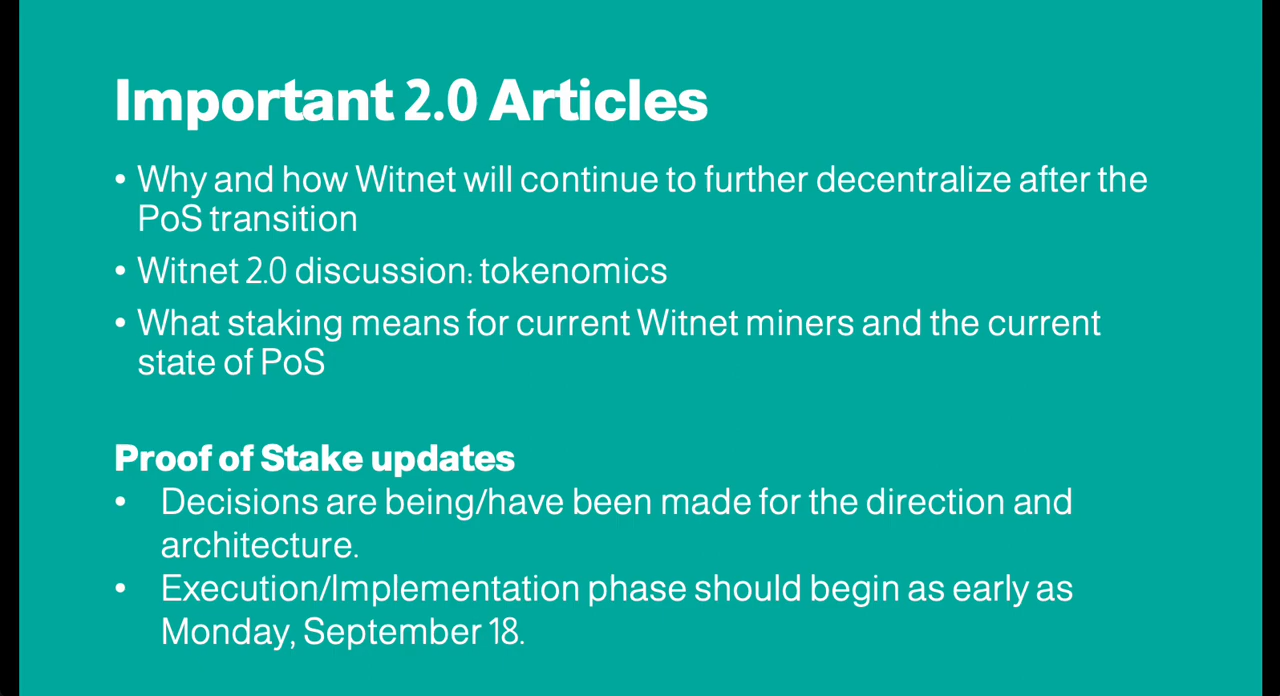 Important 2.0 Articles
• Why and how Witnet will continue to further decentralize after the
PoS transition
• Witnet 2.0 discussion: tokenomics
• What staking means for current Witnet miners and the current
state of PoS
Proof of Stake updates
• Decisions are being/have been made for the direction and
architecture.
• Execution/Implementation phase should begin as early as
Monday, September 18.